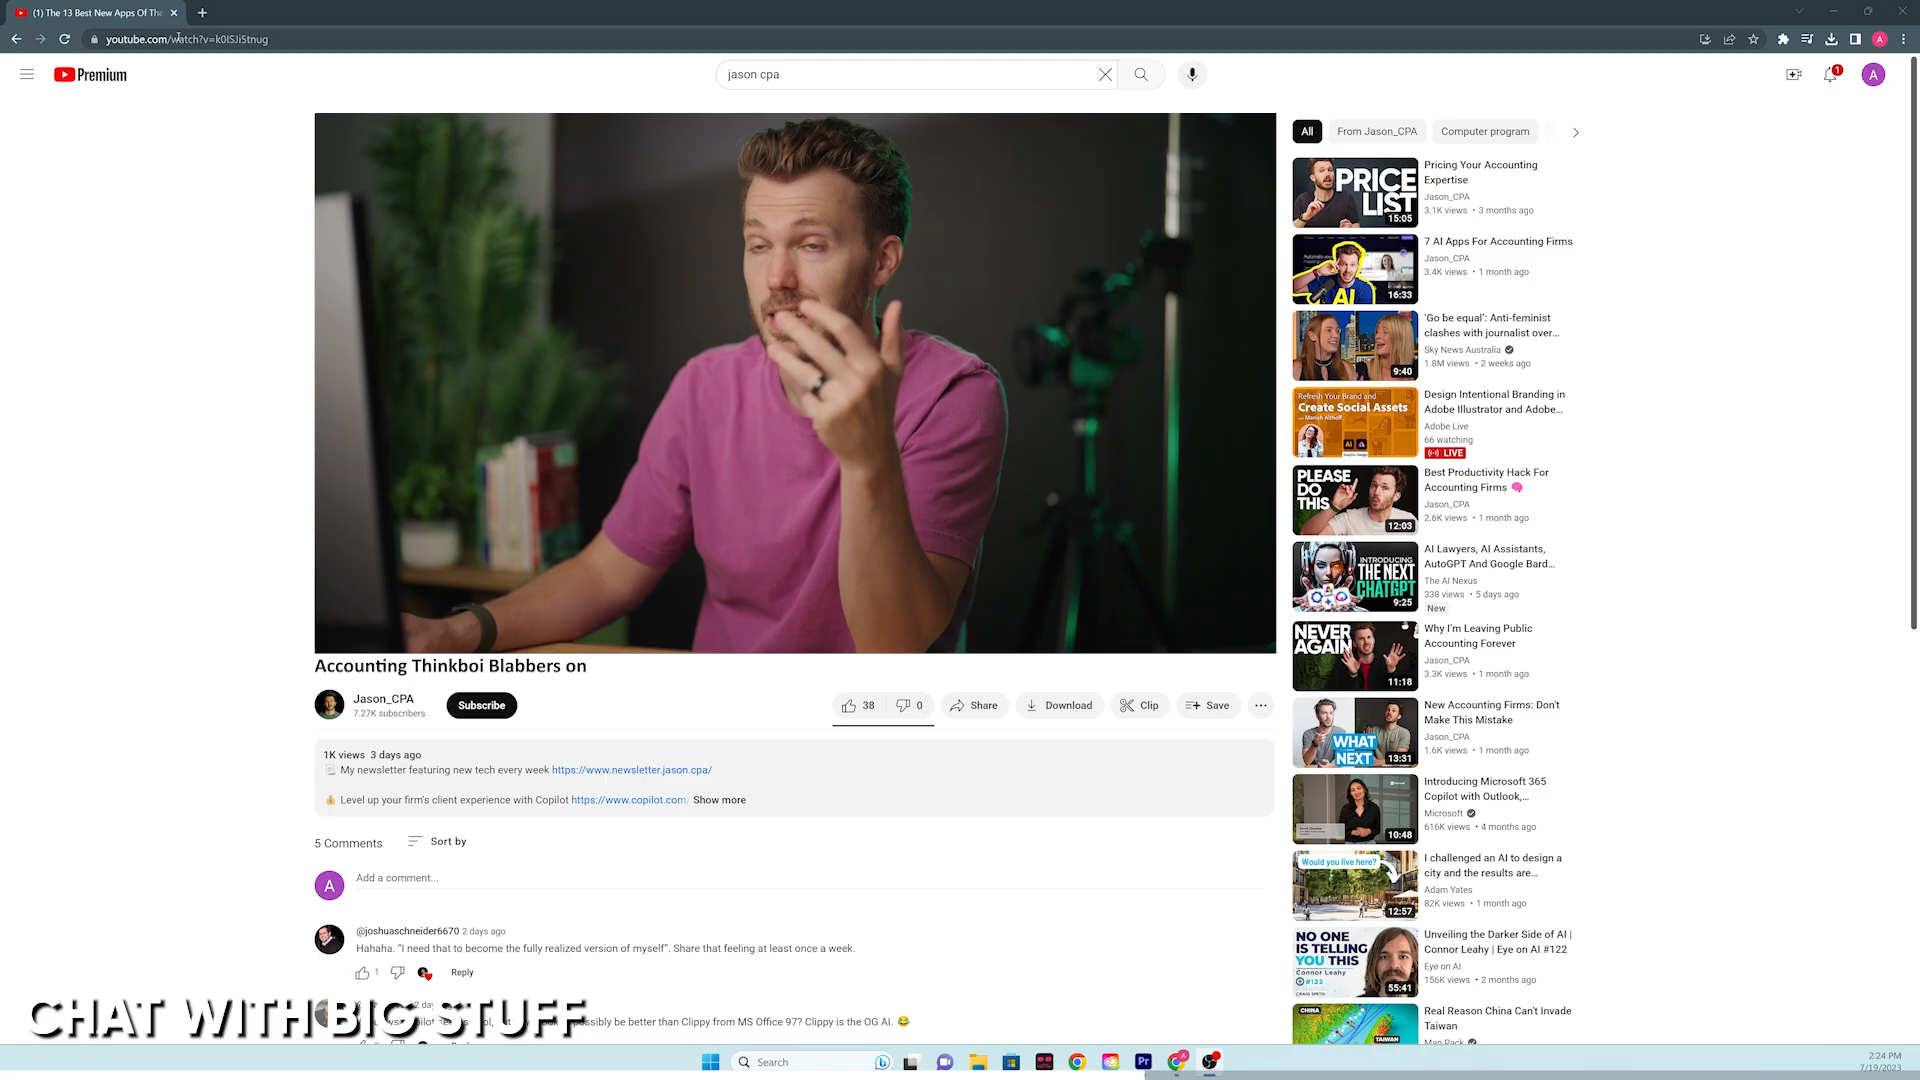 (1) The 13 Best New Apps Of The
youtube.com/watch?v=k0ISJi5tnug
Premium
jason cpa
1
A
All
From Jason_CPA
Computer program
PRICE LIST
15:05
Pricing Your Accounting
Expertise
Jason_CPA
3.1K views • 3 months ago
AI
16:33
7 AI Apps For Accounting Firms
Jason_CPA
3.4K views • 1 month ago
9:40
'Go be equal': Anti-feminist
clashes with journalist over...
Sky News Australia
1.8M views • 2 weeks ago
Refresh Your Brand and
Create Social Assets
Design Intentional Branding in
Adobe Illustrator and Adobe...
Adobe Live
66 watching
LIVE
PLEASE
DO
THIS
12:03
Best Productivity Hack For
Accounting Firms 🧠
Jason_CPA
2.6K views • 1 month ago
INTRODUCING
THE NEXT
CHATGPT
9:25
AI Lawyers, AI Assistants,
AutoGPT And Google Bard...
The AI Nexus
338 views • 5 days ago
New
NEVER
AGAIN
11:18
Why I'm Leaving Public
Accounting Forever
Jason_CPA
3.3K views • 1 month ago
WHAT
NEXT
13:31
New Accounting Firms: Don't
Make This Mistake
Jason_CPA
1.6K views • 1 month ago
10:48
Introducing Microsoft 365
Copilot with Outlook,...
Microsoft
616K views • 4 months ago
Would you live here?
12:57
I challenged an AI to design a
city and the results are...
Adam Yates
82K views • 1 month ago
NO ONE
IS TELLING
YOU THIS
Connor Leahy
#122
CRAIG SMITH
55:41
Unveiling the Darker Side of AI |
Connor Leahy | Eye on AI #122
Eye on AI
156K views • 2 months ago
CHINA
TAIWAN
Real Reason China Can't Invade
Taiwan
Map Pack
Accounting Thinkboi Blabbers on
Jason_CPA
7.27K subscribers
Subscribe
38
0
Share
Download
Clip
Save
1K views 3 days ago
My newsletter featuring new tech every week https://www.newsletter.jason.cpa/
💰 Level up your firm's client experience with Copilot https://www.copilot.com/ Show more
5 Comments
Sort by
A
Add a comment...
@joshuaschneider6670 2 days ago
Hahaha. "I need that to become the fully realized version of myself". Share that feeling at least once a week.
1
Reply
possibly be better than Clippy from MS Office 97? Clippy is the OG AI. 😂
CHAT WITH BIG STUFF
Search
Pr
2:24 PM
7/19/2023